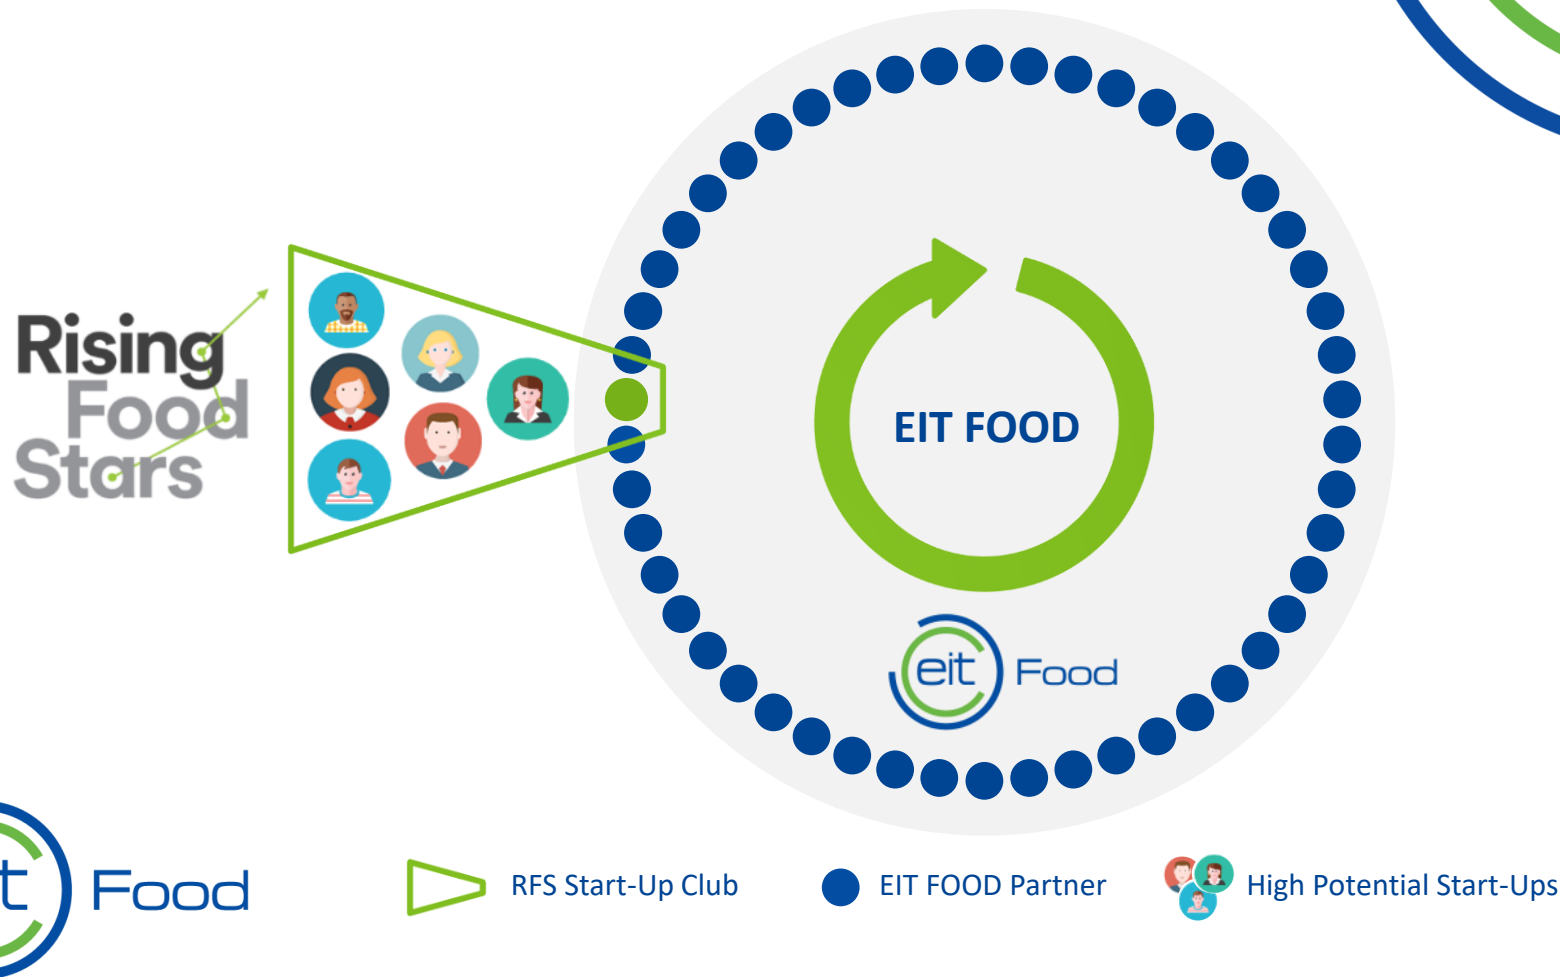 Rising
Food
Stars
EIT FOOD
eit Food
t Food
RFS Start-Up Club
EIT FOOD Partner
High Potential Start-Ups